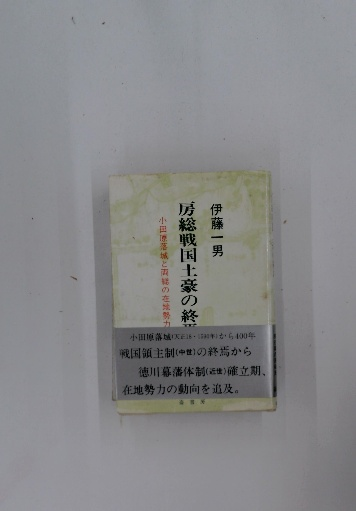 伊藤一男
房総戦国土豪の終焉
小田原落城と両総の在地勢力
小田原落城(天正18・1590年)から400年
戦国領主制(中世)の終焉から
徳川幕藩体制(近世)確立期、
在地勢力の動向を追及。